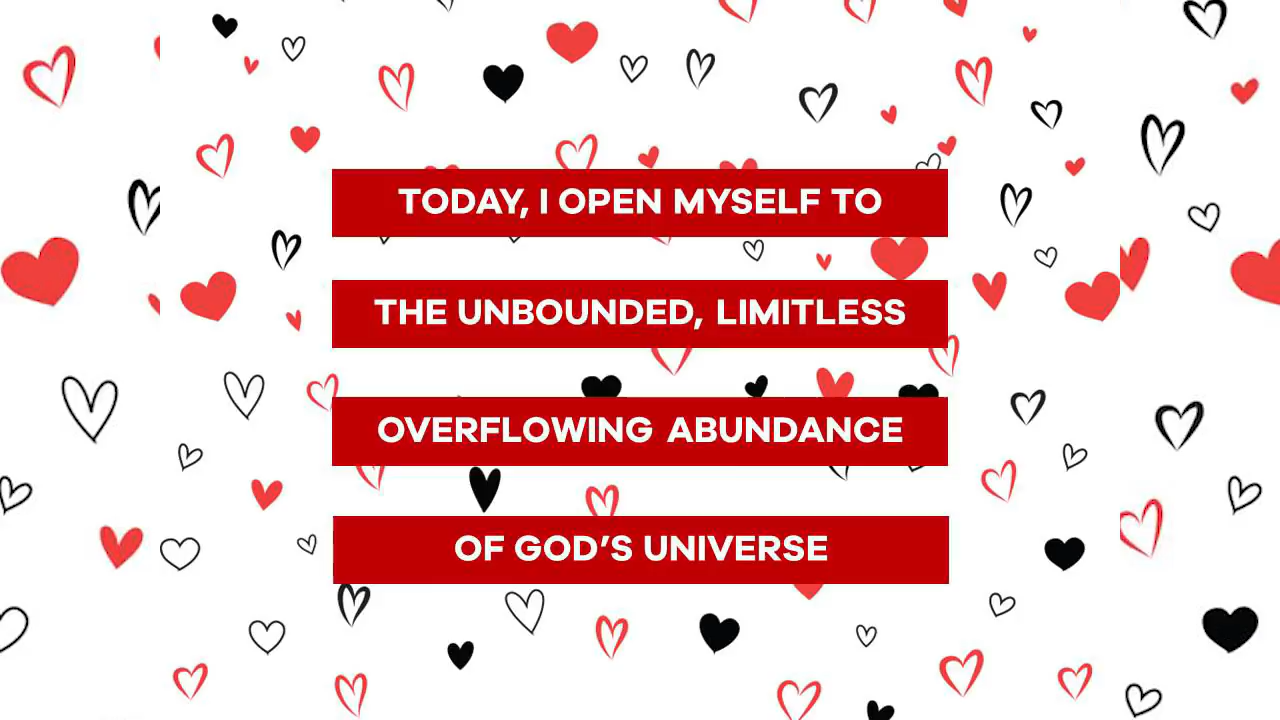 TODAY, I OPEN MYSELF TO
THE UNBOUNDED, LIMITLESS
OVERFLOWING ABUNDANCE
OF GOD’S UNIVERSE